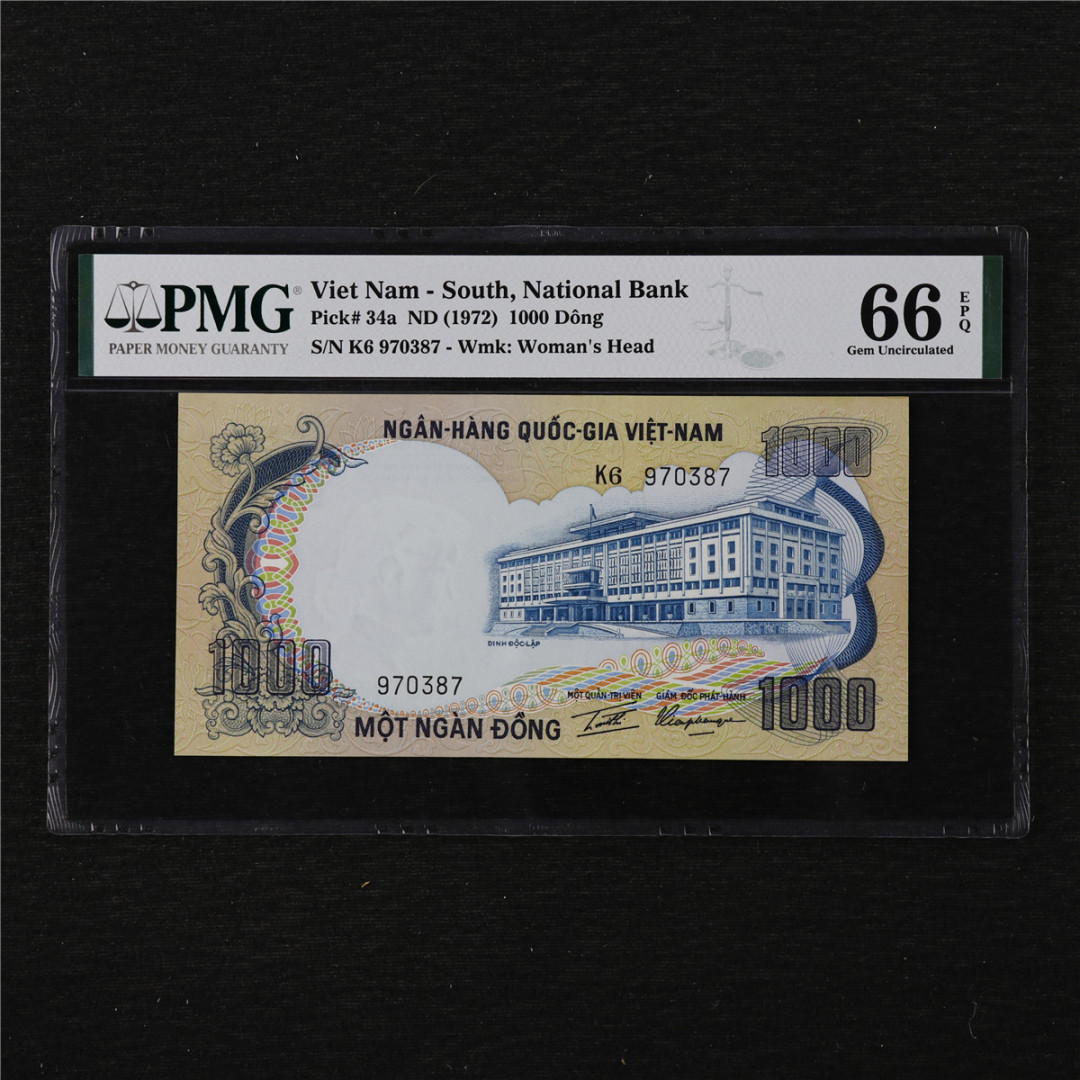 PMG®
PAPER MONEY GUARANTY
Viet Nam - South, National Bank
Pick# 34a ND (1972) 1000 Dông
S/N K6 970387 - Wmk: Woman's Head
66 EPQ
Gem Uncirculated
NGÂN-HÀNG QUỐC-GIA VIỆT-NAM
1000
K6 970387
DINH ĐỘC-LẬP
1000
970387
MỘT QUẢN-TRỊ VIÊN GIÁM ĐỐC PHÁT-HÀNH
1000
MỘT NGÀN ĐỒNG